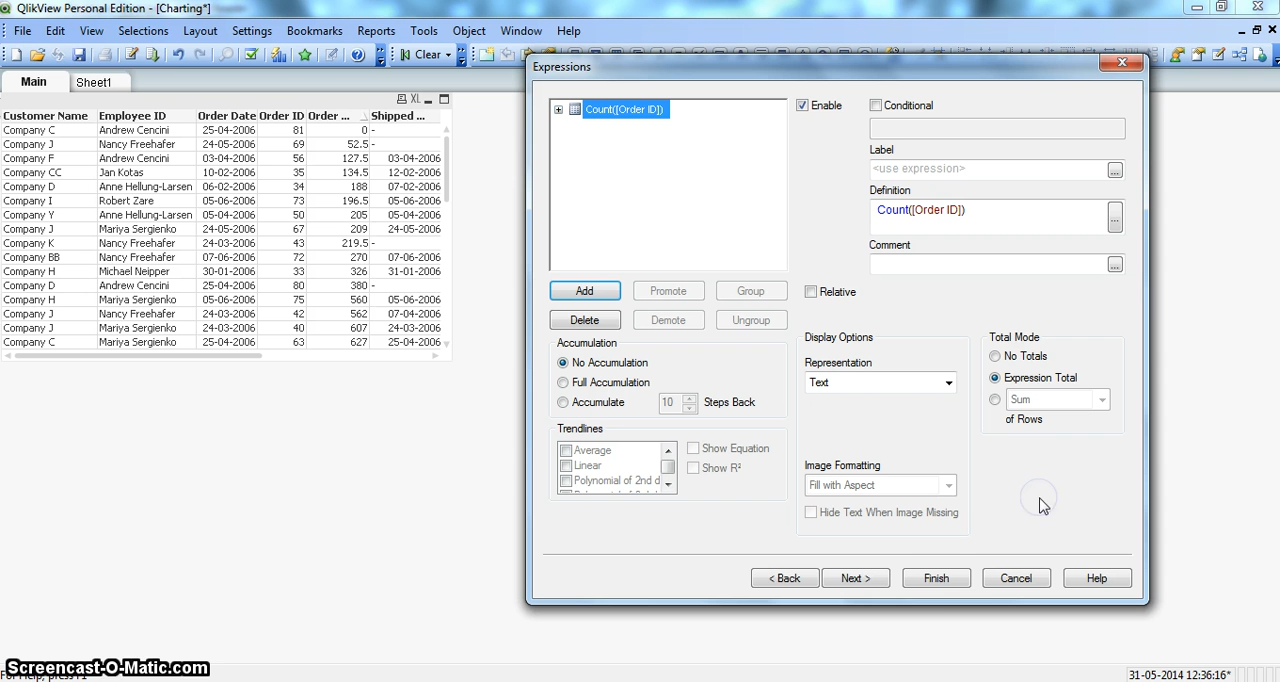 QlikView Personal Edition - [Charting*]
File Edit View Selections Layout Settings Bookmarks Reports Tools Object Window Help
Clear
Main Sheet1
XL
Customer Name Employee ID Order Date Order ID Order ... Shipped ...
Company C Andrew Cencini 25-04-2006 81 0 -
Company J Nancy Freehafer 24-05-2006 69 52.5 -
Company F Andrew Cencini 03-04-2006 56 127.5 03-04-2006
Company CC Jan Kotas 10-02-2006 35 134.5 12-02-2006
Company D Anne Hellung-Larsen 06-02-2006 34 188 07-02-2006
Company I Robert Zare 05-06-2006 73 196.5 05-06-2006
Company Y Anne Hellung-Larsen 05-04-2006 50 205 05-04-2006
Company J Mariya Sergienko 24-05-2006 67 209 24-05-2006
Company K Nancy Freehafer 24-03-2006 43 219.5 -
Company BB Nancy Freehafer 07-06-2006 72 270 07-06-2006
Company H Michael Neipper 30-01-2006 33 326 31-01-2006
Company D Andrew Cencini 25-04-2006 80 380 -
Company H Mariya Sergienko 05-06-2006 75 560 05-06-2006
Company J Nancy Freehafer 24-03-2006 42 562 07-04-2006
Company J Mariya Sergienko 24-03-2006 40 607 24-03-2006
Company C Mariya Sergienko 25-04-2006 63 627 25-04-2006
Expressions
Count([Order ID])
Enable
Conditional
Label
<use expression>
...
Definition
Count([Order ID])
...
Comment
...
Add Promote Group
Delete Demote Ungroup
Relative
Accumulation
No Accumulation
Full Accumulation
Accumulate 10 Steps Back
Trendlines
Average
Linear
Polynomial of 2nd d
Show Equation
Show R²
Display Options
Representation
Text
Image Formatting
Fill with Aspect
Hide Text When Image Missing
Total Mode
No Totals
Expression Total
Sum
of Rows
< Back Next > Finish Cancel Help
Screencast-O-Matic.com
For Help, press F1
31-05-2014 12:36:16*